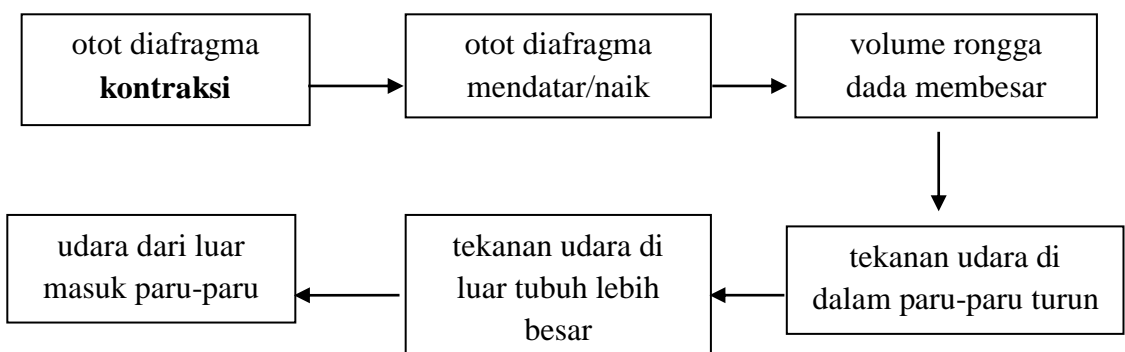 otot diafragma
kontraksi
otot diafragma
mendatar/naik
volume rongga
dada membesar
tekanan udara di
dalam paru-paru turun
tekanan udara di
luar tubuh lebih
besar
udara dari luar
masuk paru-paru